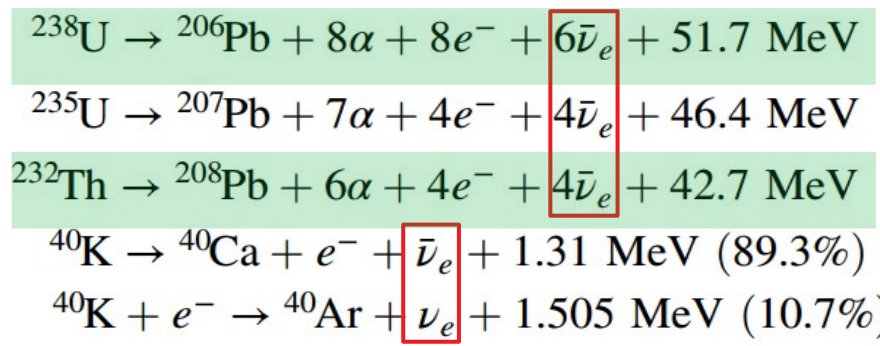 ²³⁸U → ²⁰⁶Pb + 8α + 8e⁻ + 6ν̄ₑ + 51.7 MeV
²³⁵U → ²⁰⁷Pb + 7α + 4e⁻ + 4ν̄ₑ + 46.4 MeV
²³²Th → ²⁰⁸Pb + 6α + 4e⁻ + 4ν̄ₑ + 42.7 MeV
⁴⁰K → ⁴⁰Ca + e⁻ + ν̄ₑ + 1.31 MeV (89.3%)
⁴⁰K + e⁻ → ⁴⁰Ar + νₑ + 1.505 MeV (10.7%)